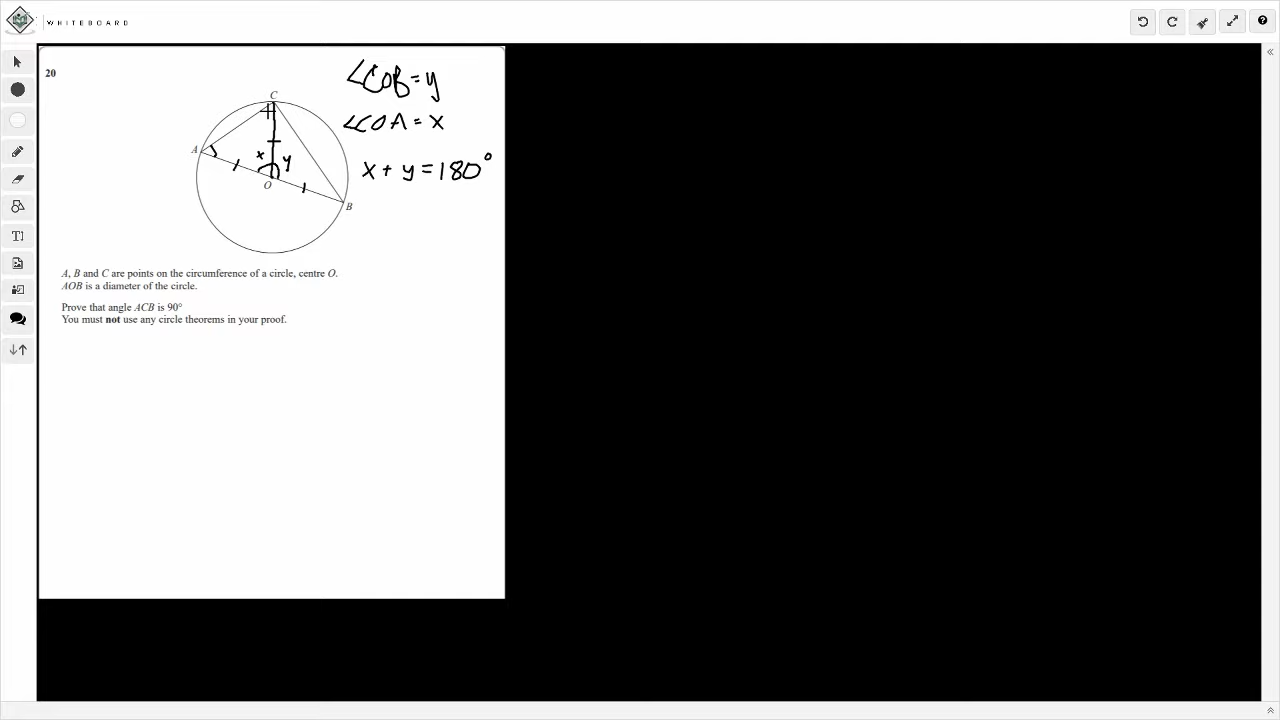 WHITEBOARD
20
∠COB = y
∠COA = x
x + y = 180°
C
A
x
y
O
B
A, B and C are points on the circumference of a circle, centre O.
AOB is a diameter of the circle.
Prove that angle ACB is 90°
You must not use any circle theorems in your proof.